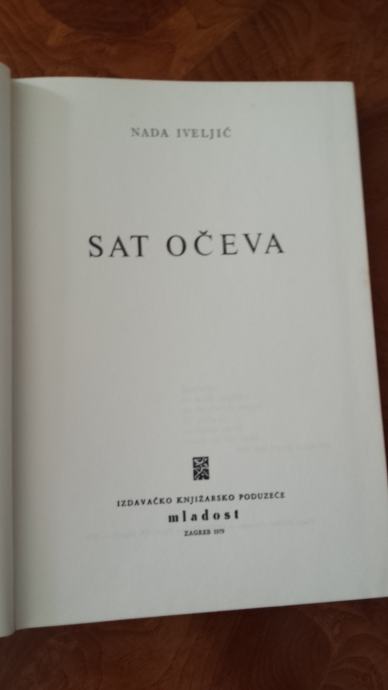 NADA IVELJIĆ
SAT OČEVA
IZDAVAČKO KNJIŽARSKO PODUZEĆE
mladost
ZAGREB 1979